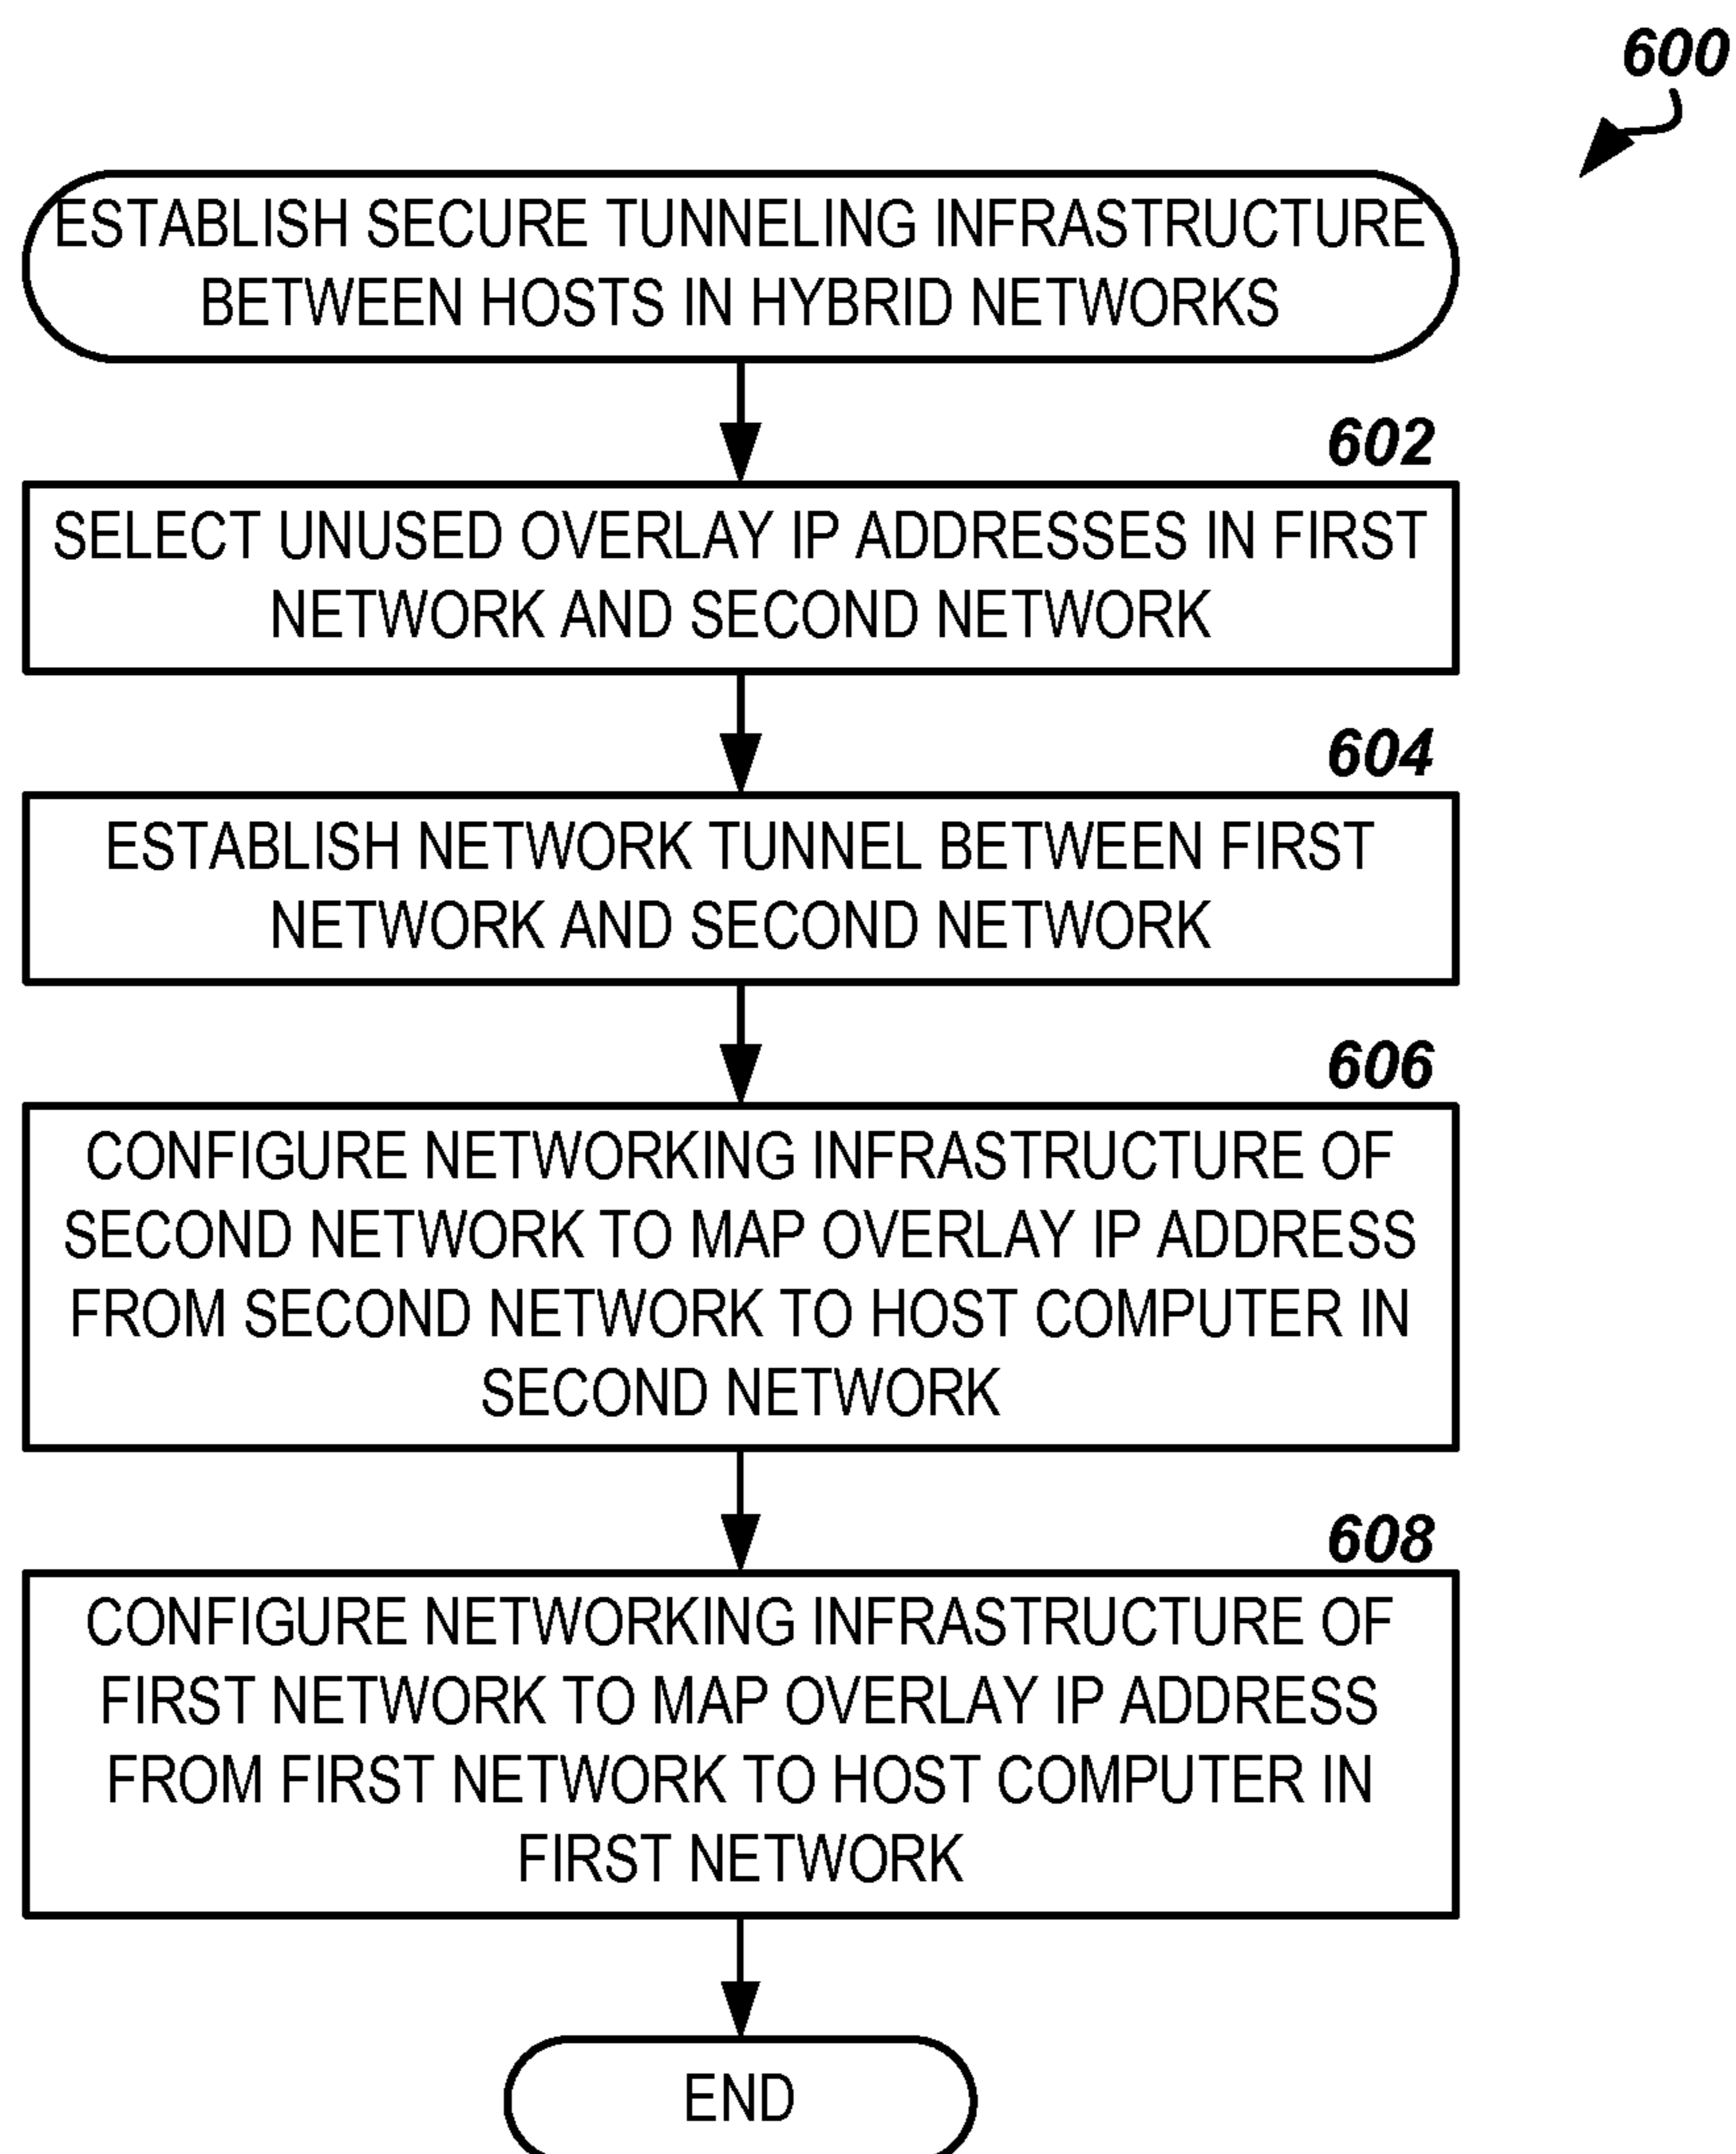 600
ESTABLISH SECURE TUNNELING INFRASTRUCTURE
BETWEEN HOSTS IN HYBRID NETWORKS
602
SELECT UNUSED OVERLAY IP ADDRESSES IN FIRST
NETWORK AND SECOND NETWORK
604
ESTABLISH NETWORK TUNNEL BETWEEN FIRST
NETWORK AND SECOND NETWORK
606
CONFIGURE NETWORKING INFRASTRUCTURE OF
SECOND NETWORK TO MAP OVERLAY IP ADDRESS
FROM SECOND NETWORK TO HOST COMPUTER IN
SECOND NETWORK
608
CONFIGURE NETWORKING INFRASTRUCTURE OF
FIRST NETWORK TO MAP OVERLAY IP ADDRESS
FROM FIRST NETWORK TO HOST COMPUTER IN
FIRST NETWORK
END